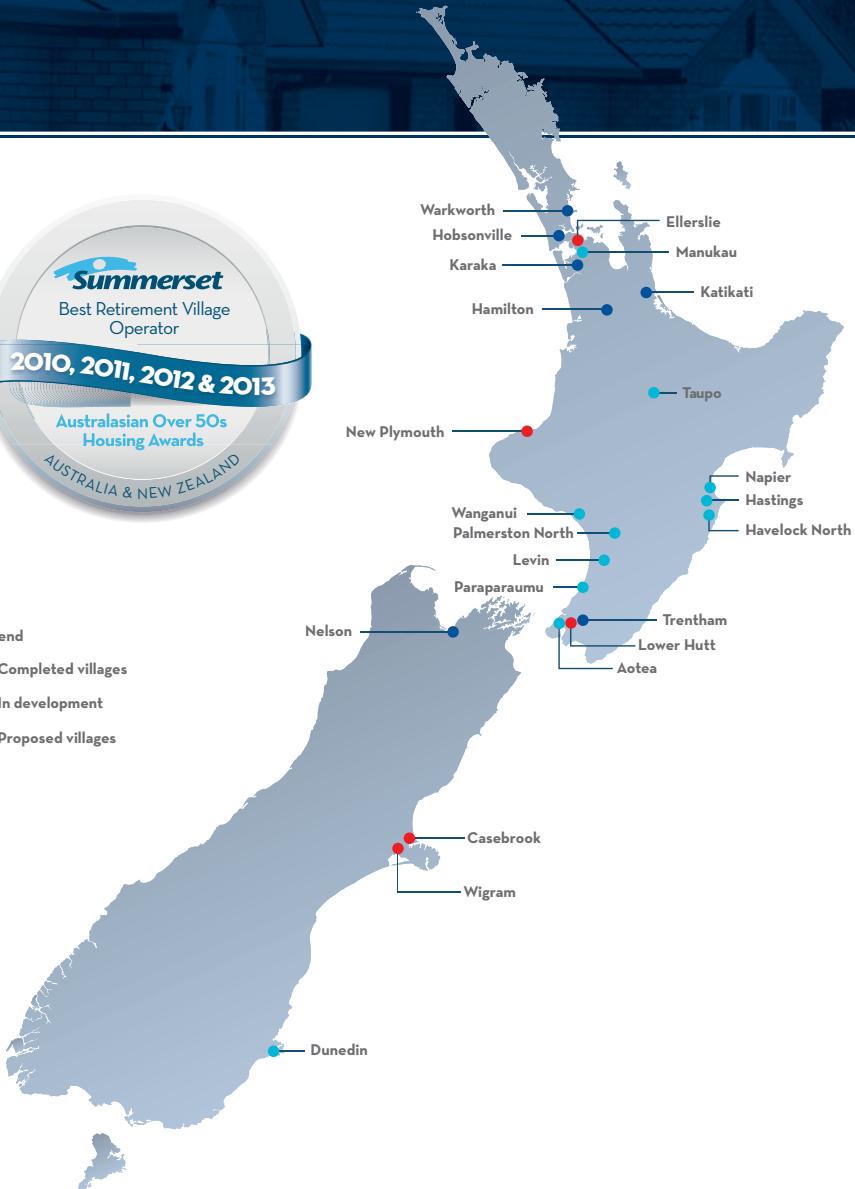 Warkworth
Ellerslie
Hobsonville
Manukau
Karaka
Katikati
Hamilton
Summerset
Best Retirement Village
Operator
2010, 2011, 2012 & 2013
Australasian Over 50s
Housing Awards
AUSTRALIA & NEW ZEALAND
Taupo
New Plymouth
Napier
Hastings
Wanganui
Havelock North
Palmerston North
Levin
Paraparaumu
Trentham
Nelson
Lower Hutt
Aotea
end
Completed villages
In development
Proposed villages
Casebrook
Wigram
Dunedin